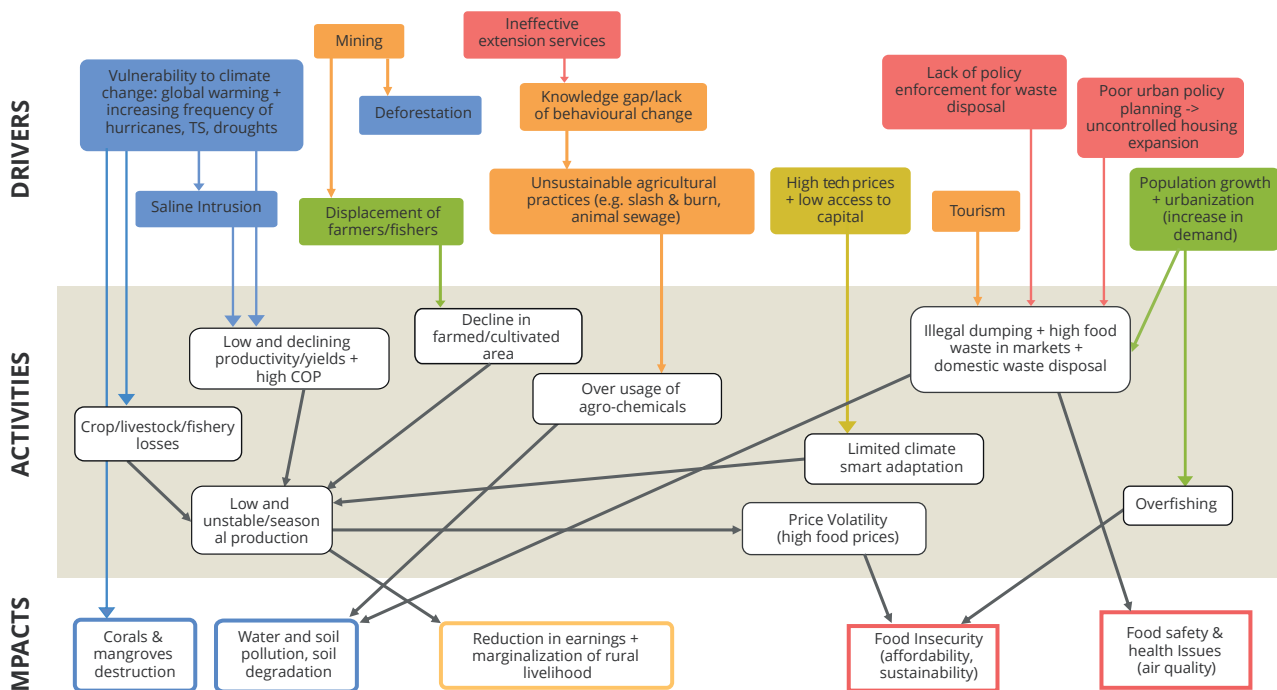 DRIVERS
Vulnerability to climate
change: global warming +
increasing frequency of
hurricanes, TS, droughts
Mining
Deforestation
Ineffective
extension services
Knowledge gap/lack
of behavioural change
Lack of policy
enforcement for waste
disposal
Poor urban policy
planning ->
uncontrolled housing
expansion
Saline Intrusion
Displacement of
farmers/fishers
Unsustainable agricultural
practices (e.g. slash & burn,
animal sewage)
High tech prices
+ low access to
capital
Tourism
Population growth
+ urbanization
(increase in
demand)
ACTIVITIES
Low and declining
productivity/yields +
high COP
Decline in
farmed/cultivated
area
Over usage of
agro-chemicals
Illegal dumping + high food
waste in markets +
domestic waste disposal
Crop/livestock/fishery
losses
Limited climate
smart adaptation
Low and
unstable/season
al production
Price Volatility
(high food prices)
Overfishing
MPACTS
Corals &
mangroves
destruction
Water and soil
pollution, soil
degradation
Reduction in earnings +
marginalization of rural
livelihood
Food Insecurity
(affordability,
sustainability)
Food safety &
health Issues
(air quality)